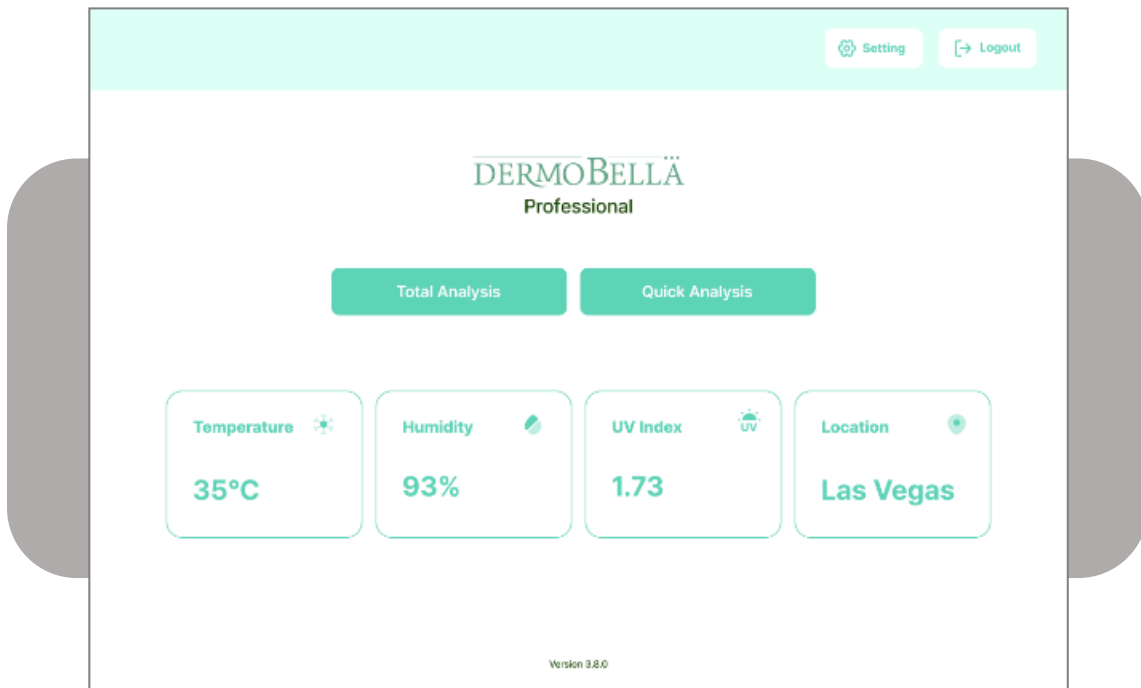 Setting
Logout
DERMOBELLÄ
Professional
Total Analysis
Quick Analysis
Temperature
35°C
Humidity
93%
UV Index
UV
1.73
Location
Las Vegas
Version 3.8.0